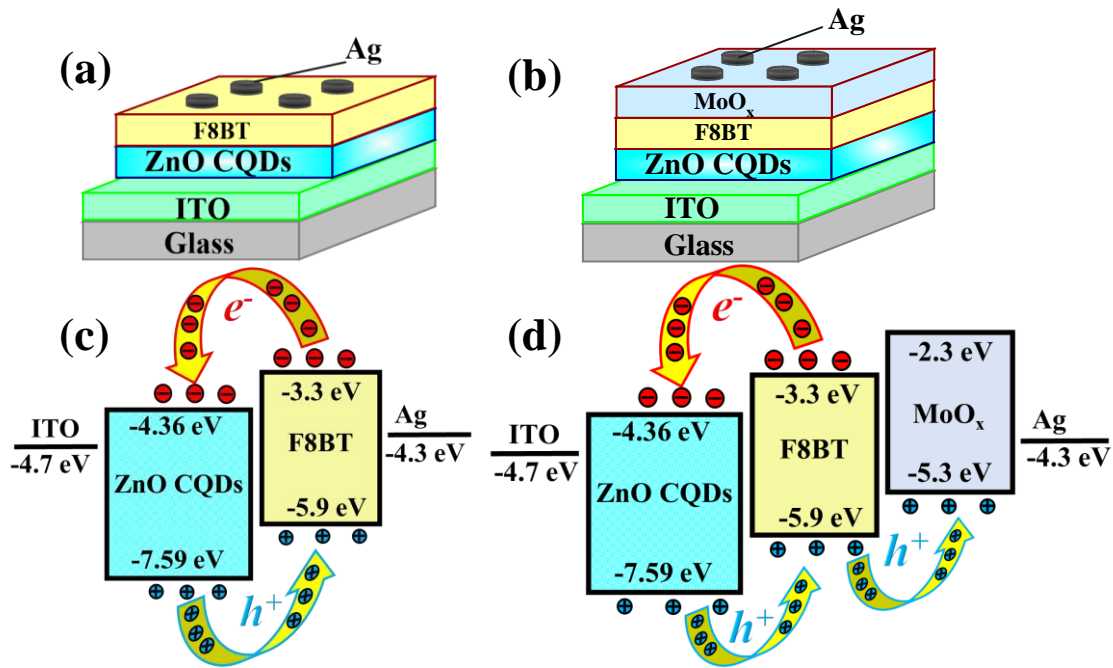 (a)
Ag
F8BT
ZnO CQDs
ITO
Glass
(b)
Ag
MoOₓ
F8BT
ZnO CQDs
ITO
Glass
(c)
e⁻
ITO
-4.7 eV
-4.36 eV
ZnO CQDs
-7.59 eV
-3.3 eV
F8BT
-5.9 eV
Ag
-4.3 eV
h⁺
(d)
e⁻
ITO
-4.7 eV
-4.36 eV
ZnO CQDs
-7.59 eV
-3.3 eV
F8BT
-5.9 eV
-2.3 eV
MoOₓ
-5.3 eV
Ag
-4.3 eV
h⁺
h⁺